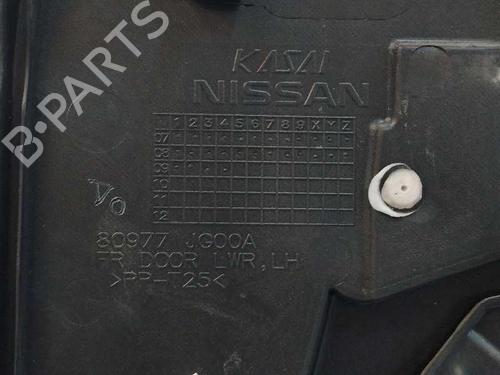 KASAI
NISSAN
1 2 3 4 5 6 7 8 9 X Y Z
07
08
09
10
11
12
80977 JG00A
FR DOOR LWR, LH
>PP-T25<
B-PARTS